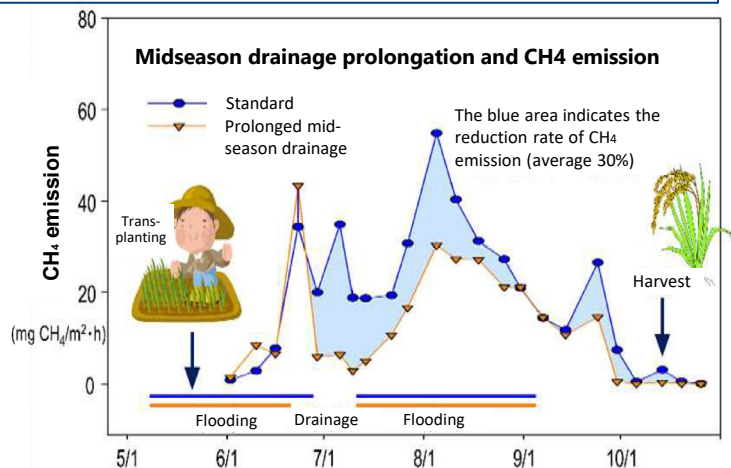 80
Midseason drainage prolongation and CH4 emission
Standard
Prolonged mid-
season drainage
The blue area indicates the
reduction rate of CH4
emission (average 30%)
60
CH4 emission
40
Trans-
planting
Harvest
20
(mg CH4/m²·h)
0
Flooding
Drainage
Flooding
5/1
6/1
7/1
8/1
9/1
10/1